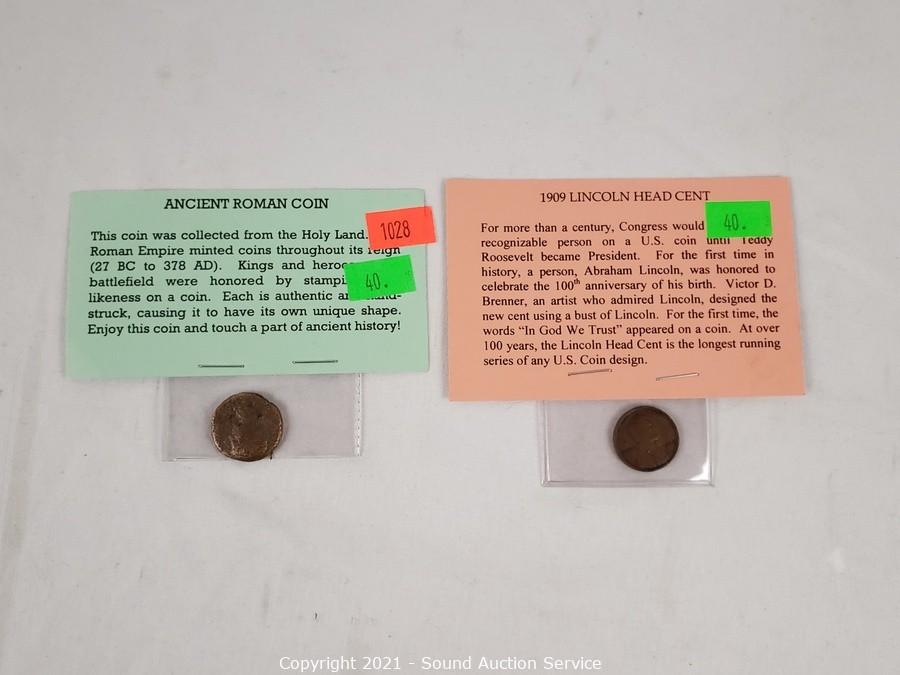 ANCIENT ROMAN COIN
This coin was collected from the Holy Land.
Roman Empire minted coins throughout its reign
(27 BC to 378 AD). Kings and
battlefield were honored by
likeness on a coin. Each is authentic
struck, causing it to have its own unique shape.
Enjoy this coin and touch a part of ancient history!
1028
40.
1909 LINCOLN HEAD CENT
For more than a century, Congress would
recognizable person on a U.S. coin until Teddy
Roosevelt became President. For the first time in
history, a person, Abraham Lincoln, was honored to
celebrate the 100th anniversary of his birth. Victor D.
Brenner, an artist who admired Lincoln, designed the
new cent using a bust of Lincoln. For the first time, the
words “In God We Trust” appeared on a coin. At over
100 years, the Lincoln Head Cent is the longest running
series of any U.S. Coin design.
40.
Copyright 2021 - Sound Auction Service